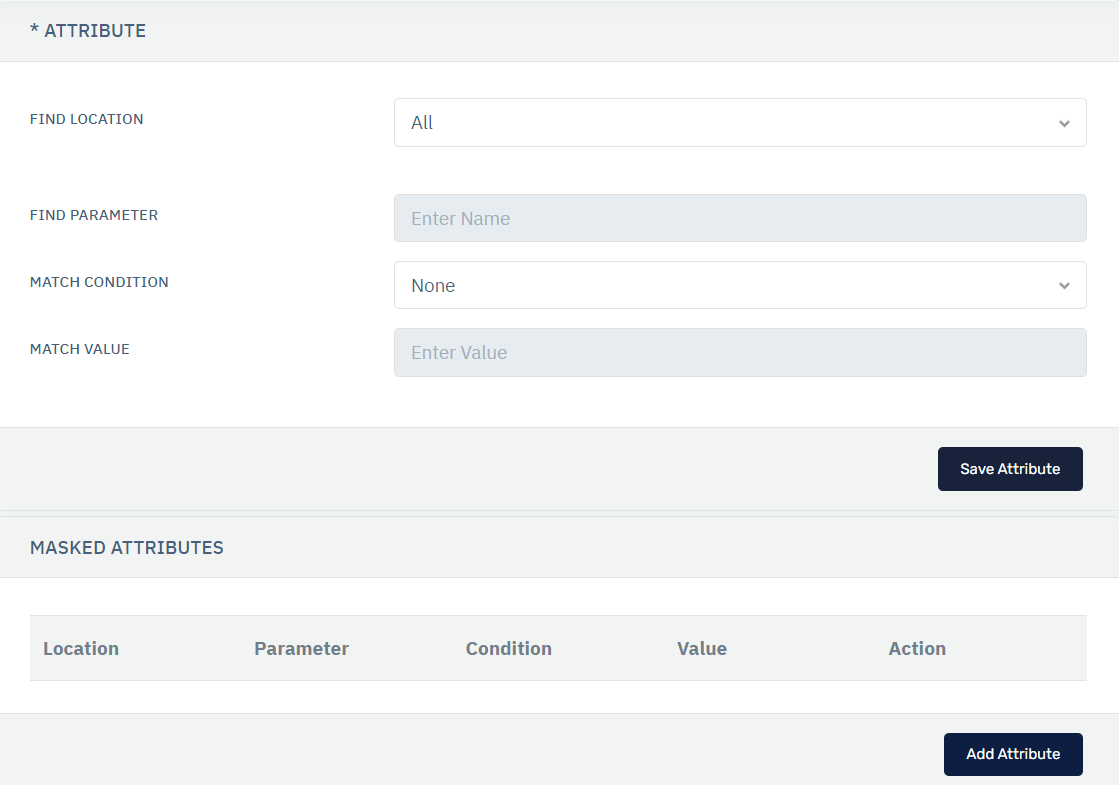 * ATTRIBUTE
FIND LOCATION
All
FIND PARAMETER
Enter Name
MATCH CONDITION
None
MATCH VALUE
Enter Value
Save Attribute
MASKED ATTRIBUTES
Location Parameter Condition Value Action
Add Attribute